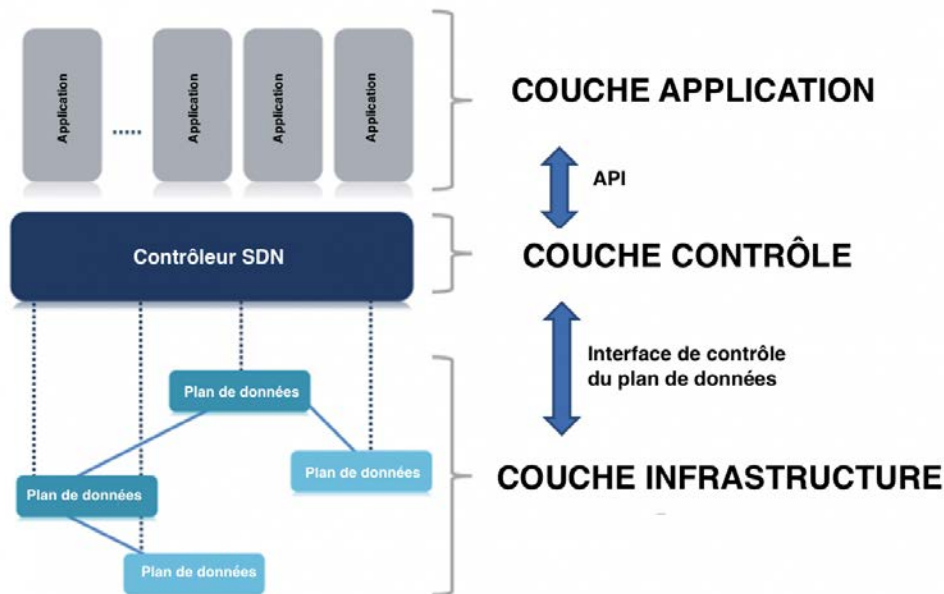 Application
.....
Application
Application
Application
COUCHE APPLICATION
API
Contrôleur SDN
COUCHE CONTRÔLE
Interface de contrôle
du plan de données
Plan de données
Plan de données
Plan de données
Plan de données
COUCHE INFRASTRUCTURE